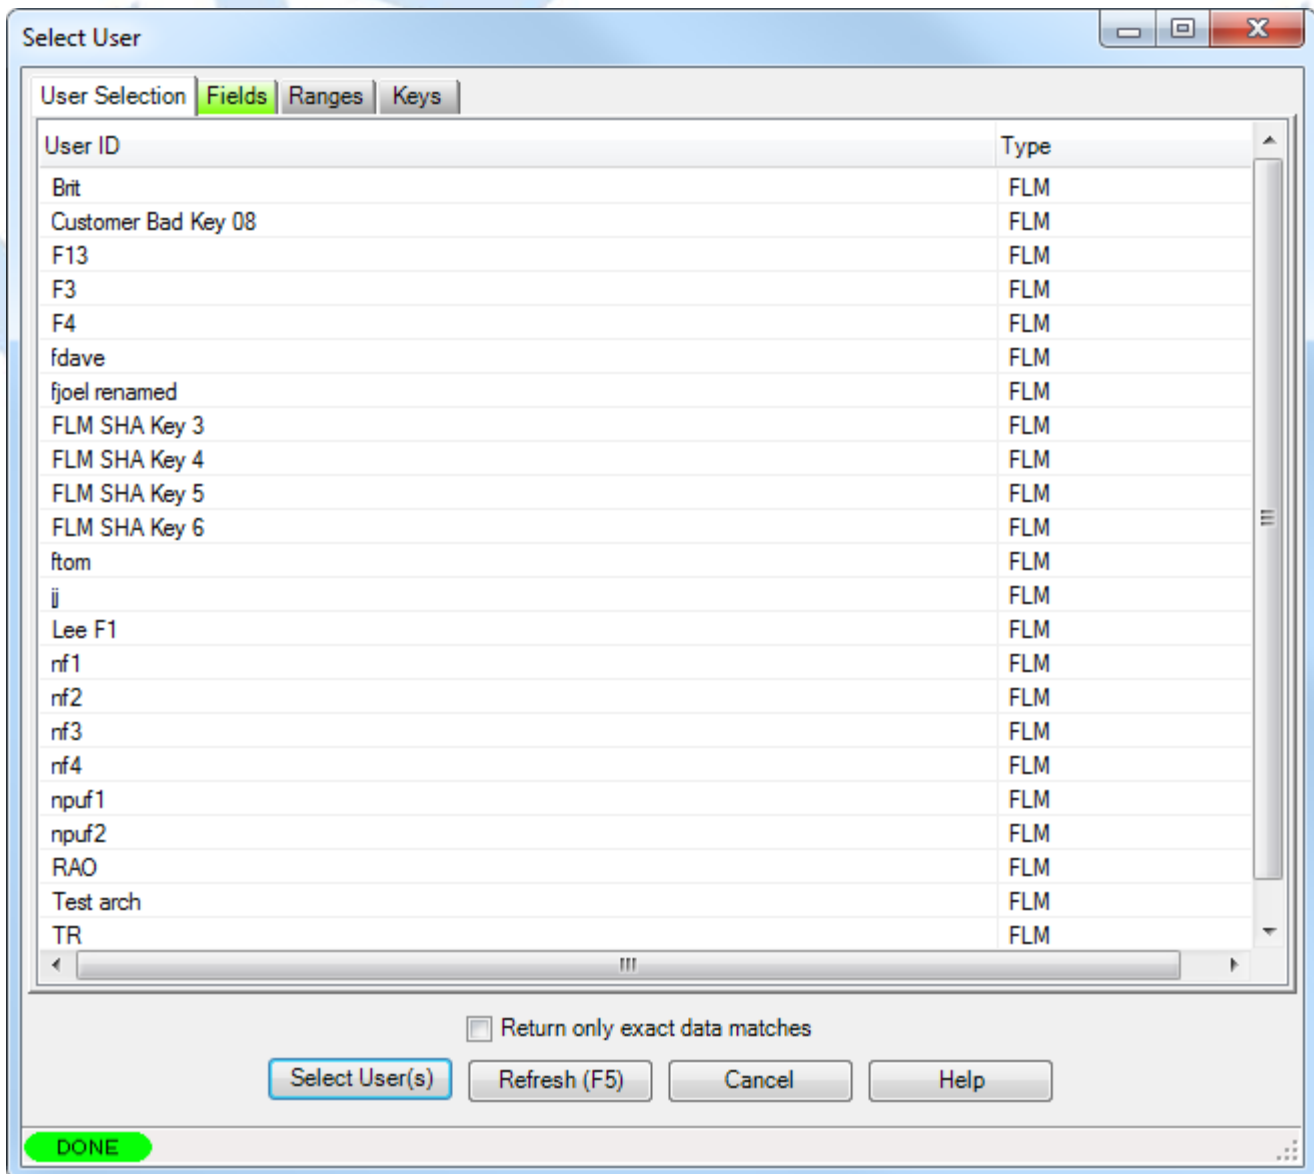 Select User
User Selection Fields Ranges Keys
User ID Type
Brit FLM
Customer Bad Key 08 FLM
F13 FLM
F3 FLM
F4 FLM
fdave FLM
fjoel renamed FLM
FLM SHA Key 3 FLM
FLM SHA Key 4 FLM
FLM SHA Key 5 FLM
FLM SHA Key 6 FLM
ftom FLM
jj FLM
Lee F1 FLM
nf1 FLM
nf2 FLM
nf3 FLM
nf4 FLM
npuf1 FLM
npuf2 FLM
RAO FLM
Test arch FLM
TR FLM
Return only exact data matches
Select User(s) Refresh (F5) Cancel Help
DONE